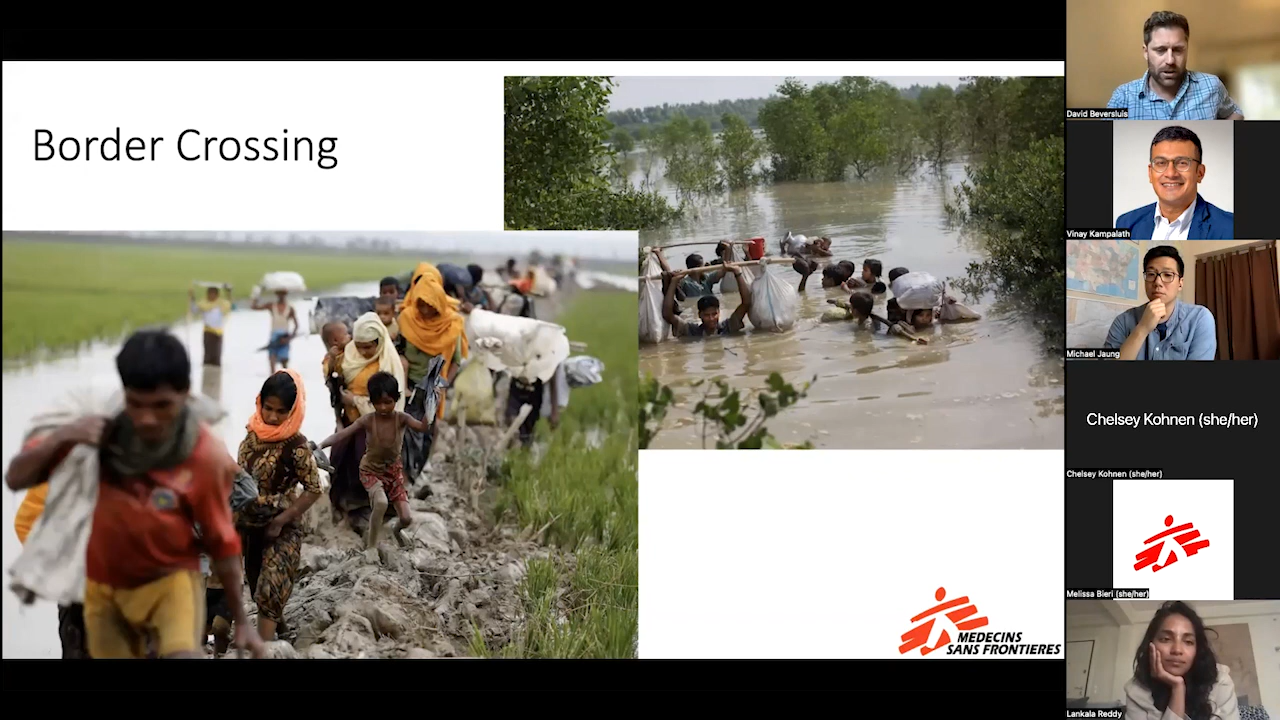 Border Crossing
MEDECINS
SANS FRONTIERES
David Beversluis
Vinay Kampalath
Michael Jaung
Chelsey Kohnen (she/her)
Chelsey Kohnen (she/her)
Melissa Bieri (she/her)
Lankala Reddy